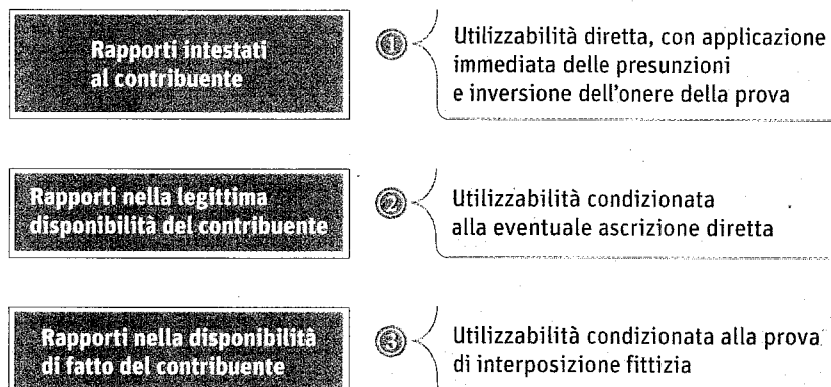 Rapporti intestati
al contribuente
1
Utilizzabilità diretta, con applicazione
immediata delle presunzioni
e inversione dell'onere della prova
Rapporti nella legittima
disponibilità del contribuente
2
Utilizzabilità condizionata
alla eventuale ascrizione diretta
Rapporti nella disponibilità
di fatto del contribuente
3
Utilizzabilità condizionata alla prova
di interposizione fittizia